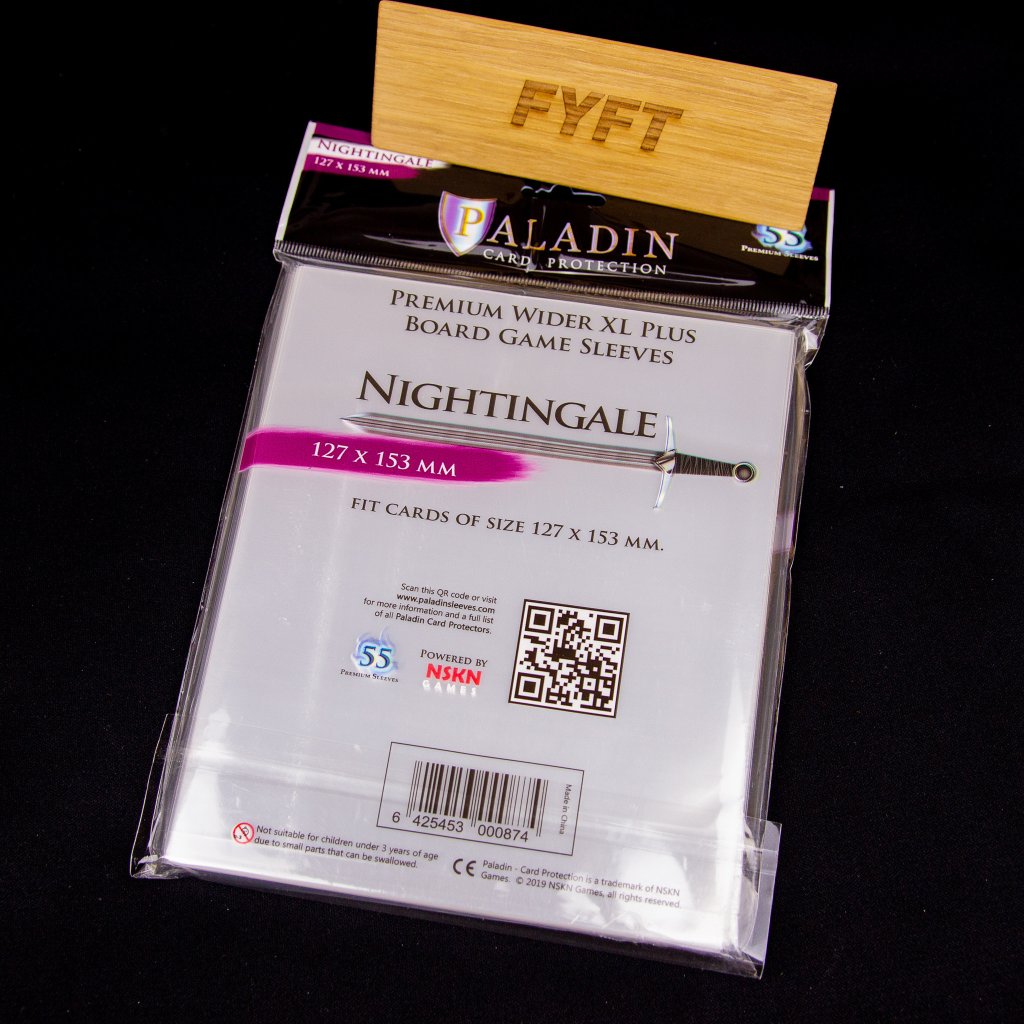 FYFT
NIGHTINGALE
127 X 153 MM
PALADIN
CARD PROTECTION
55
PREMIUM SLEEVES
PREMIUM WIDER XL PLUS
BOARD GAME SLEEVES
NIGHTINGALE
127 X 153 MM
FIT CARDS OF SIZE 127 X 153 MM.
Scan this QR code or visit
www.paladinsleeves.com
for more information and a full list
of all Paladin Card Protectors.
55
PREMIUM SLEEVES
POWERED BY
NSKN
GAMES
6 425453 000874
Made in China
Not suitable for children under 3 years of age
due to small parts that can be swallowed.
CE
Paladin - Card Protection is a trademark of NSKN
Games. © 2019 NSKN Games, all rights reserved.